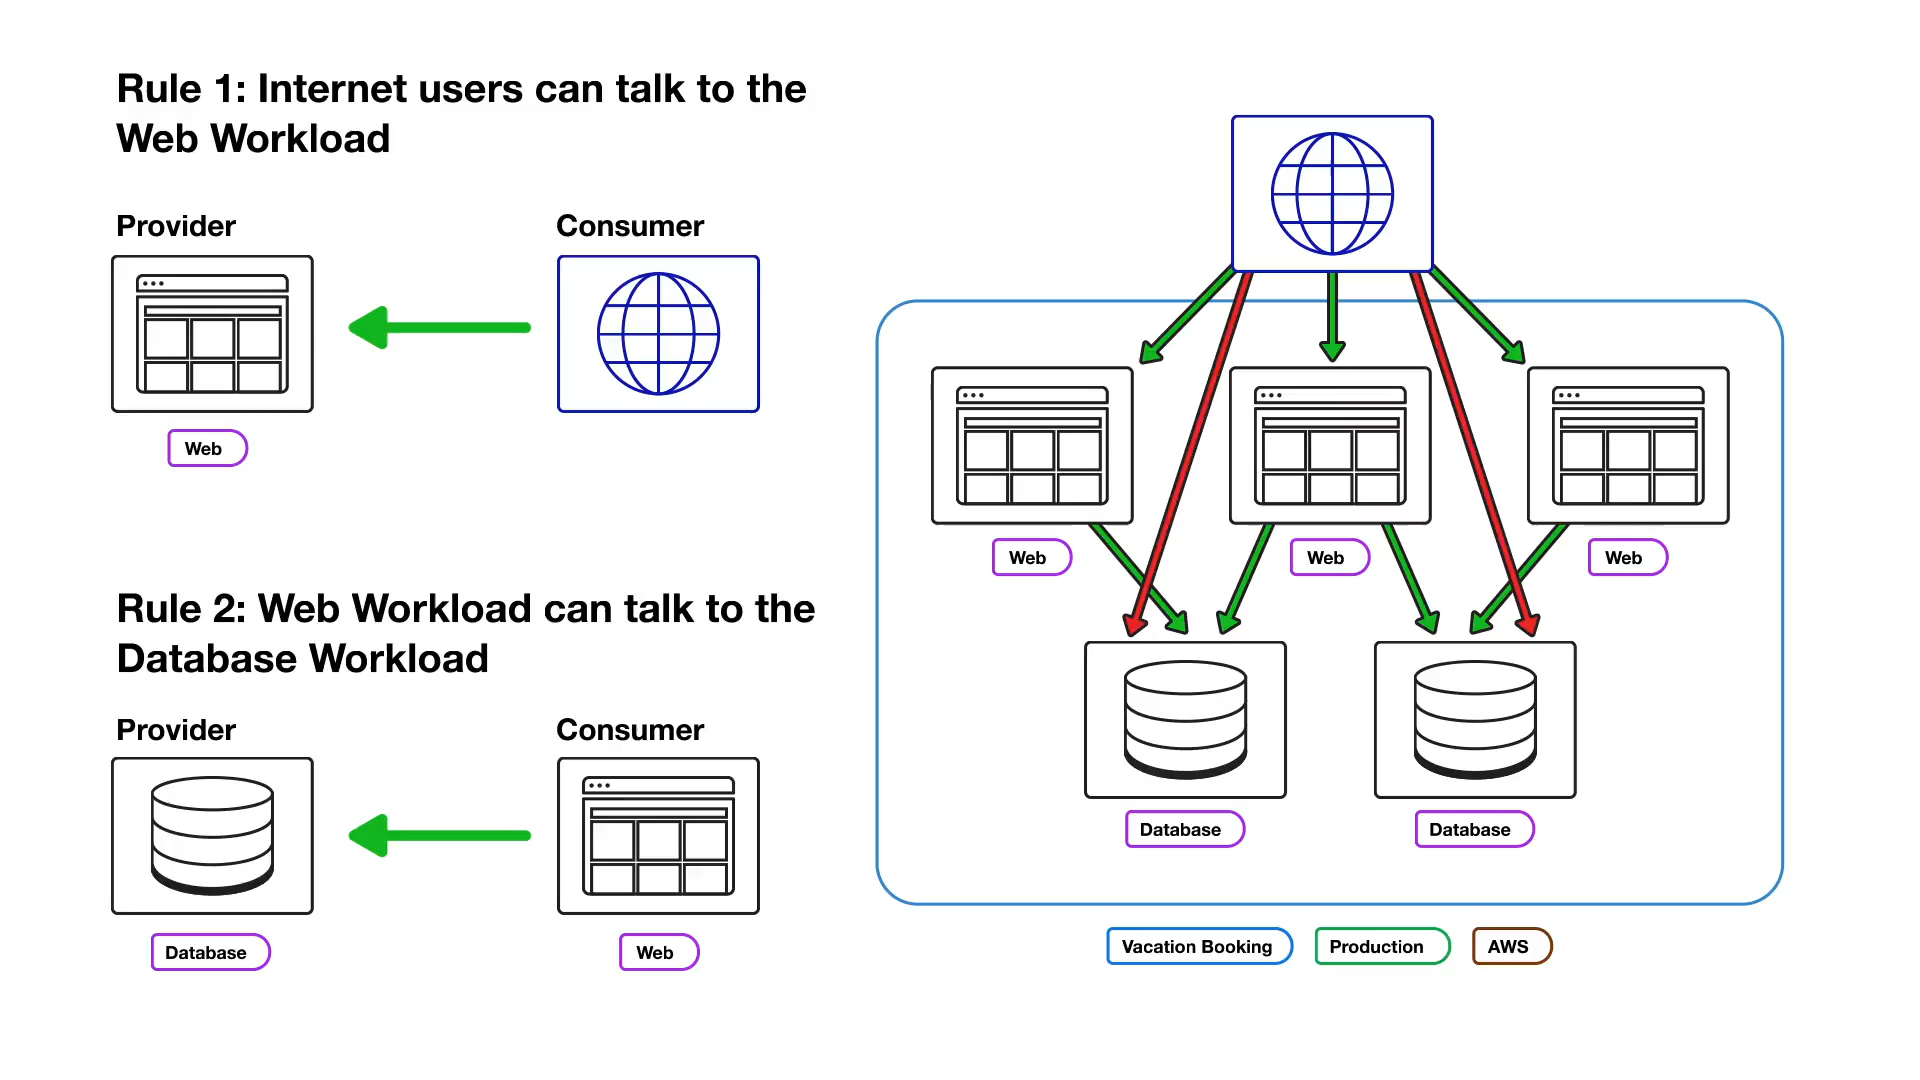 Rule 1: Internet users can talk to the
Web Workload
Provider
Consumer
Web
Rule 2: Web Workload can talk to the
Database Workload
Provider
Consumer
Database
Web
Web
Web
Web
Database
Database
Vacation Booking
Production
AWS